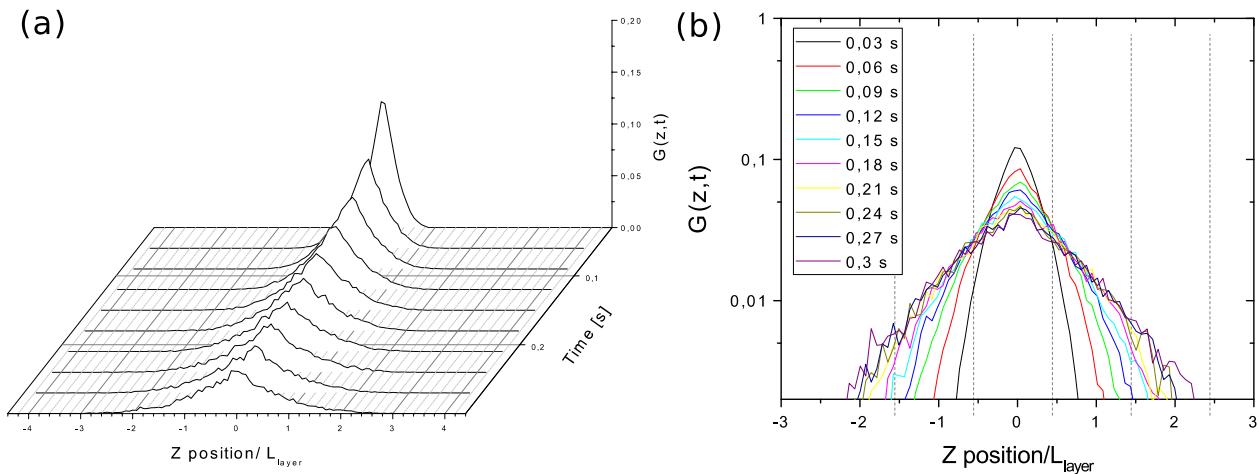 (a)
0,20
0,15
0,10
0,05
0,00
G(z,t)
0,1
0,2
Time [s]
-4 -3 -2 -1 0 1 2 3 4
Z position/ L_layer
(b)
1
0,1
0,01
G(z,t)
0,03 s
0,06 s
0,09 s
0,12 s
0,15 s
0,18 s
0,21 s
0,24 s
0,27 s
0,3 s
-3 -2 -1 0 1 2 3
Z position/L_layer